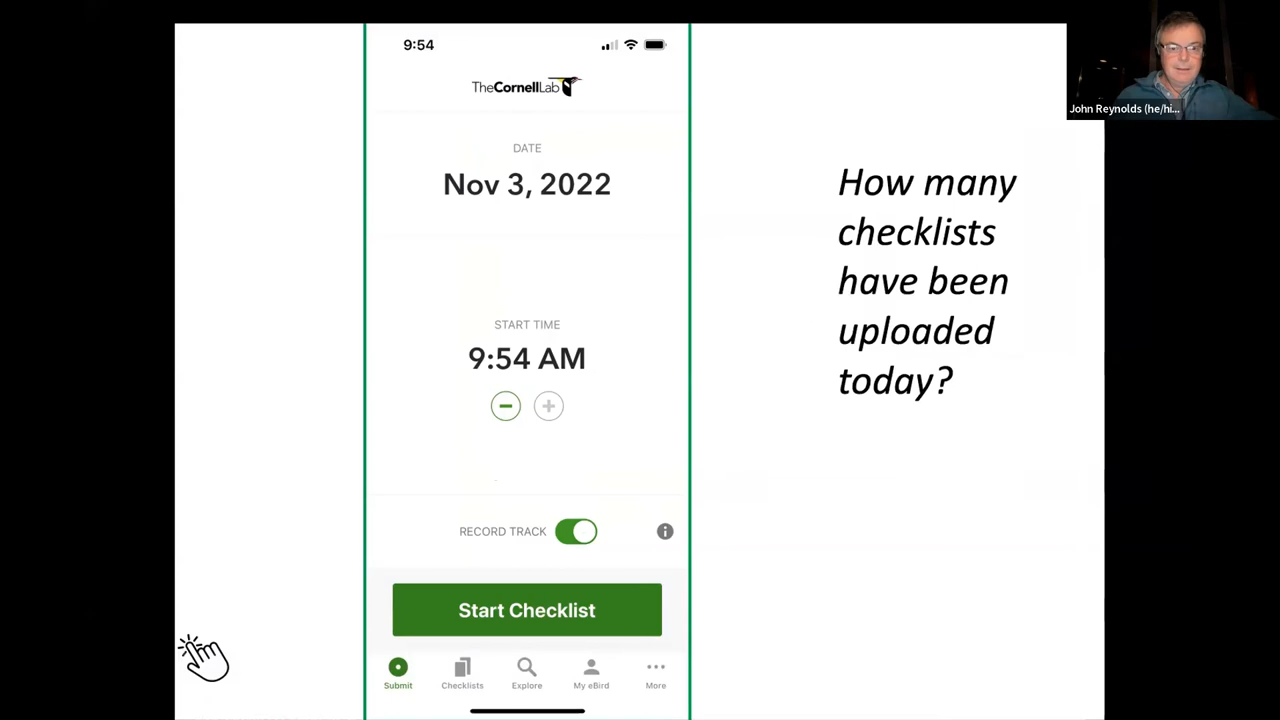 9:54
TheCornellLab
DATE
Nov 3, 2022
START TIME
9:54 AM
RECORD TRACK
Start Checklist
Submit
Checklists
Explore
My eBird
More
How many
checklists
have been
uploaded
today?
John Reynolds (he/hi...